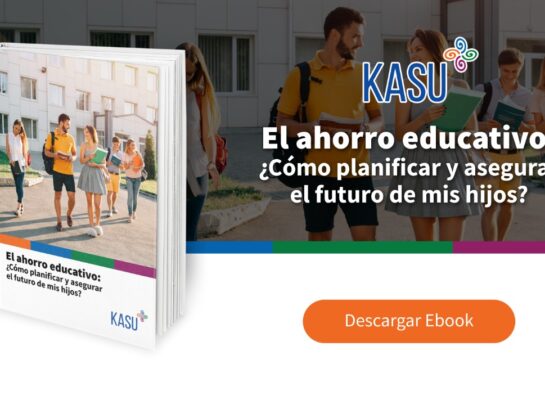 KASU
El ahorro educativo
¿Cómo planificar y asegura
el futuro de mis hijos?
El ahorro educativo:
¿Cómo planificar y asegurar
el futuro de mis hijos?
KASU
Descargar Ebook